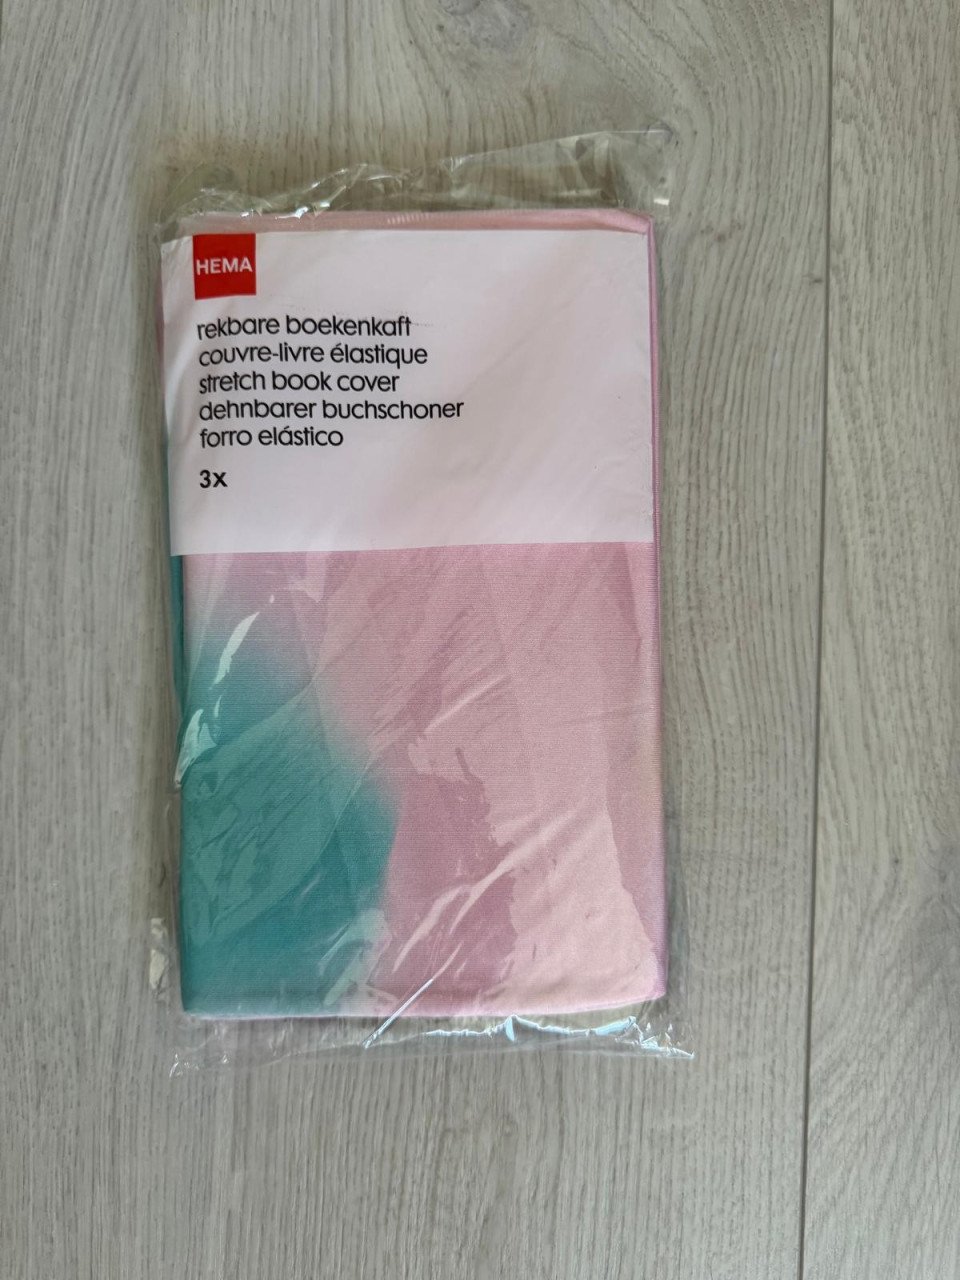 HEMA
rekbare boekenkaft
couvre-livre élastique
stretch book cover
dehnbarer buchschoner
forro elástico
3x